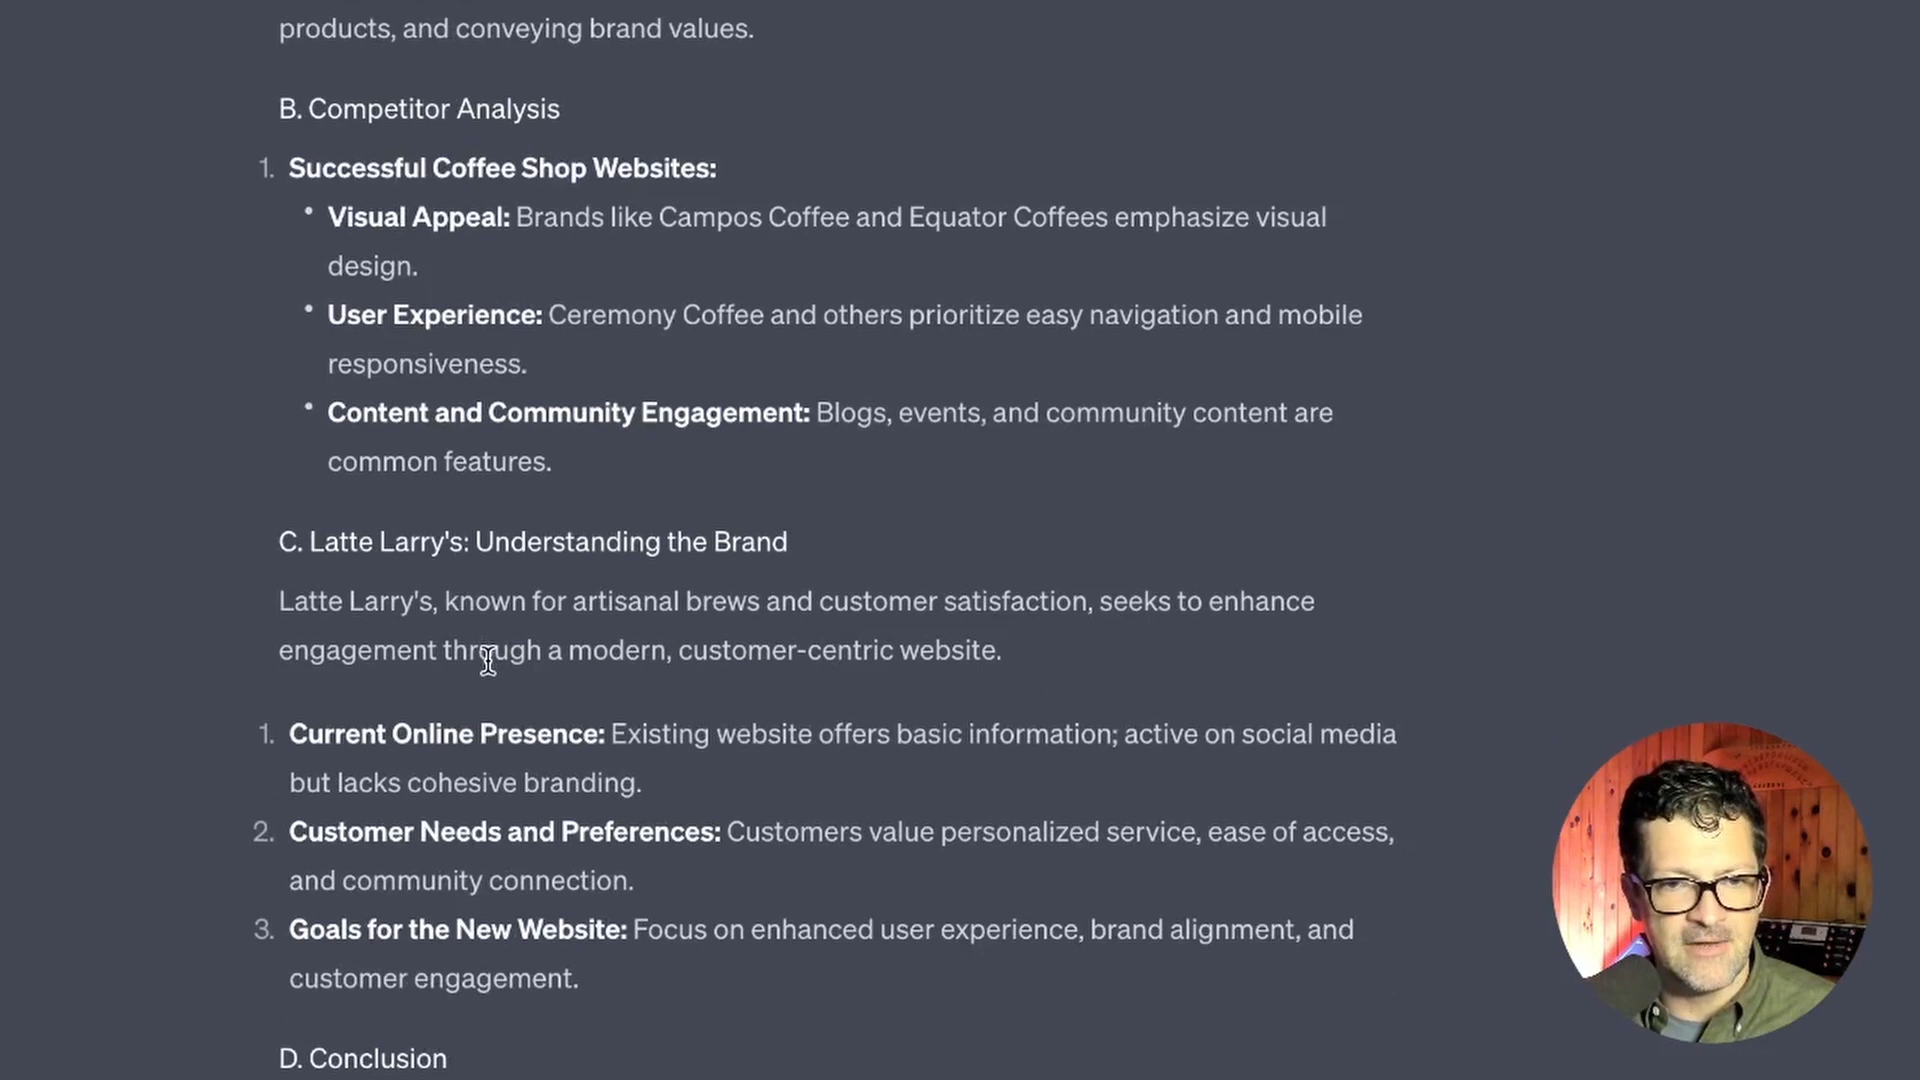 products, and conveying brand values.
B. Competitor Analysis
1. Successful Coffee Shop Websites:
• Visual Appeal: Brands like Campos Coffee and Equator Coffees emphasize visual
design.
• User Experience: Ceremony Coffee and others prioritize easy navigation and mobile
responsiveness.
• Content and Community Engagement: Blogs, events, and community content are
common features.
C. Latte Larry's: Understanding the Brand
Latte Larry's, known for artisanal brews and customer satisfaction, seeks to enhance
engagement through a modern, customer-centric website.
1. Current Online Presence: Existing website offers basic information; active on social media
but lacks cohesive branding.
2. Customer Needs and Preferences: Customers value personalized service, ease of access,
and community connection.
3. Goals for the New Website: Focus on enhanced user experience, brand alignment, and
customer engagement.
D. Conclusion